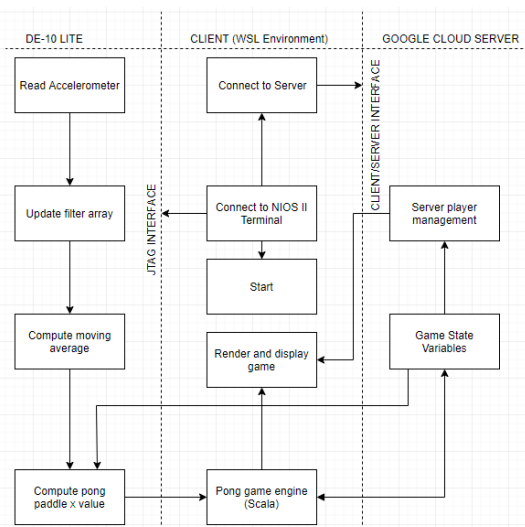 DE-10 LITE
CLIENT (WSL Environment)
GOOGLE CLOUD SERVER
Read Accelerometer
Connect to Server
CLIENT/SERVER INTERFACE
JTAG INTERFACE
Update filter array
Connect to NIOS II
Terminal
Server player
management
Start
Compute moving
average
Render and display
game
Game State
Variables
Compute pong
paddle x value
Pong game engine
(Scala)